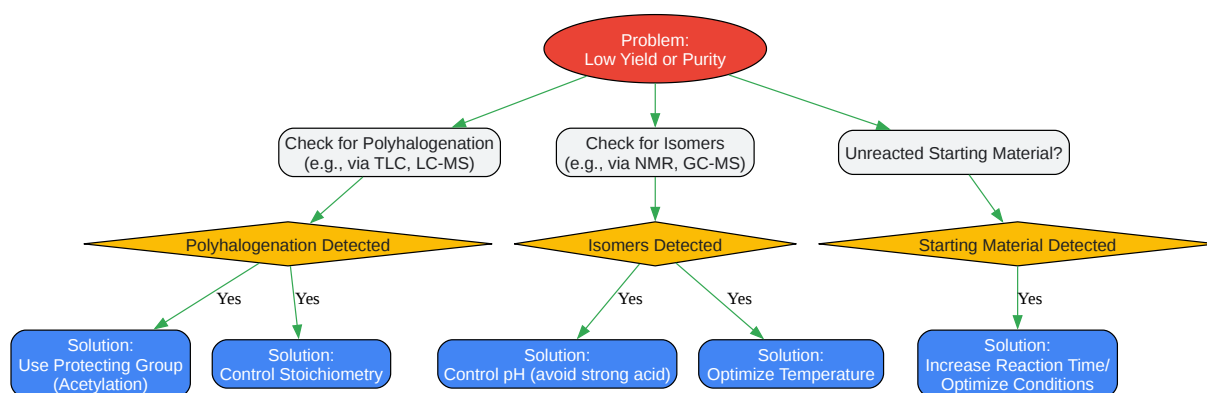 Problem:
Low Yield or Purity
Check for Polyhalogenation
(e.g., via TLC, LC-MS)
Check for Isomers
(e.g., via NMR, GC-MS)
Unreacted Starting Material?
Polyhalogenation Detected
Isomers Detected
Starting Material Detected
Yes
Yes
Yes
Yes
Yes
Solution:
Use Protecting Group
(Acetylation)
Solution:
Control Stoichiometry
Solution:
Control pH (avoid strong acid)
Solution:
Optimize Temperature
Solution:
Increase Reaction Time/
Optimize Conditions